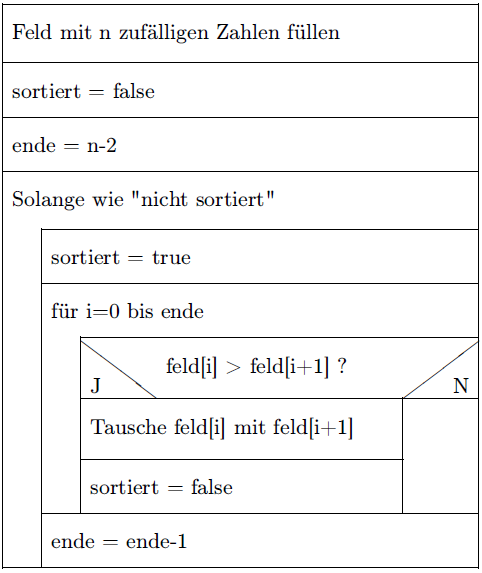 Feld mit n zufälligen Zahlen füllen
sortiert = false
ende = n-2
Solange wie "nicht sortiert"
sortiert = true
für i=0 bis ende
feld[i] > feld[i+1] ?
J
N
Tausche feld[i] mit feld[i+1]
sortiert = false
ende = ende-1